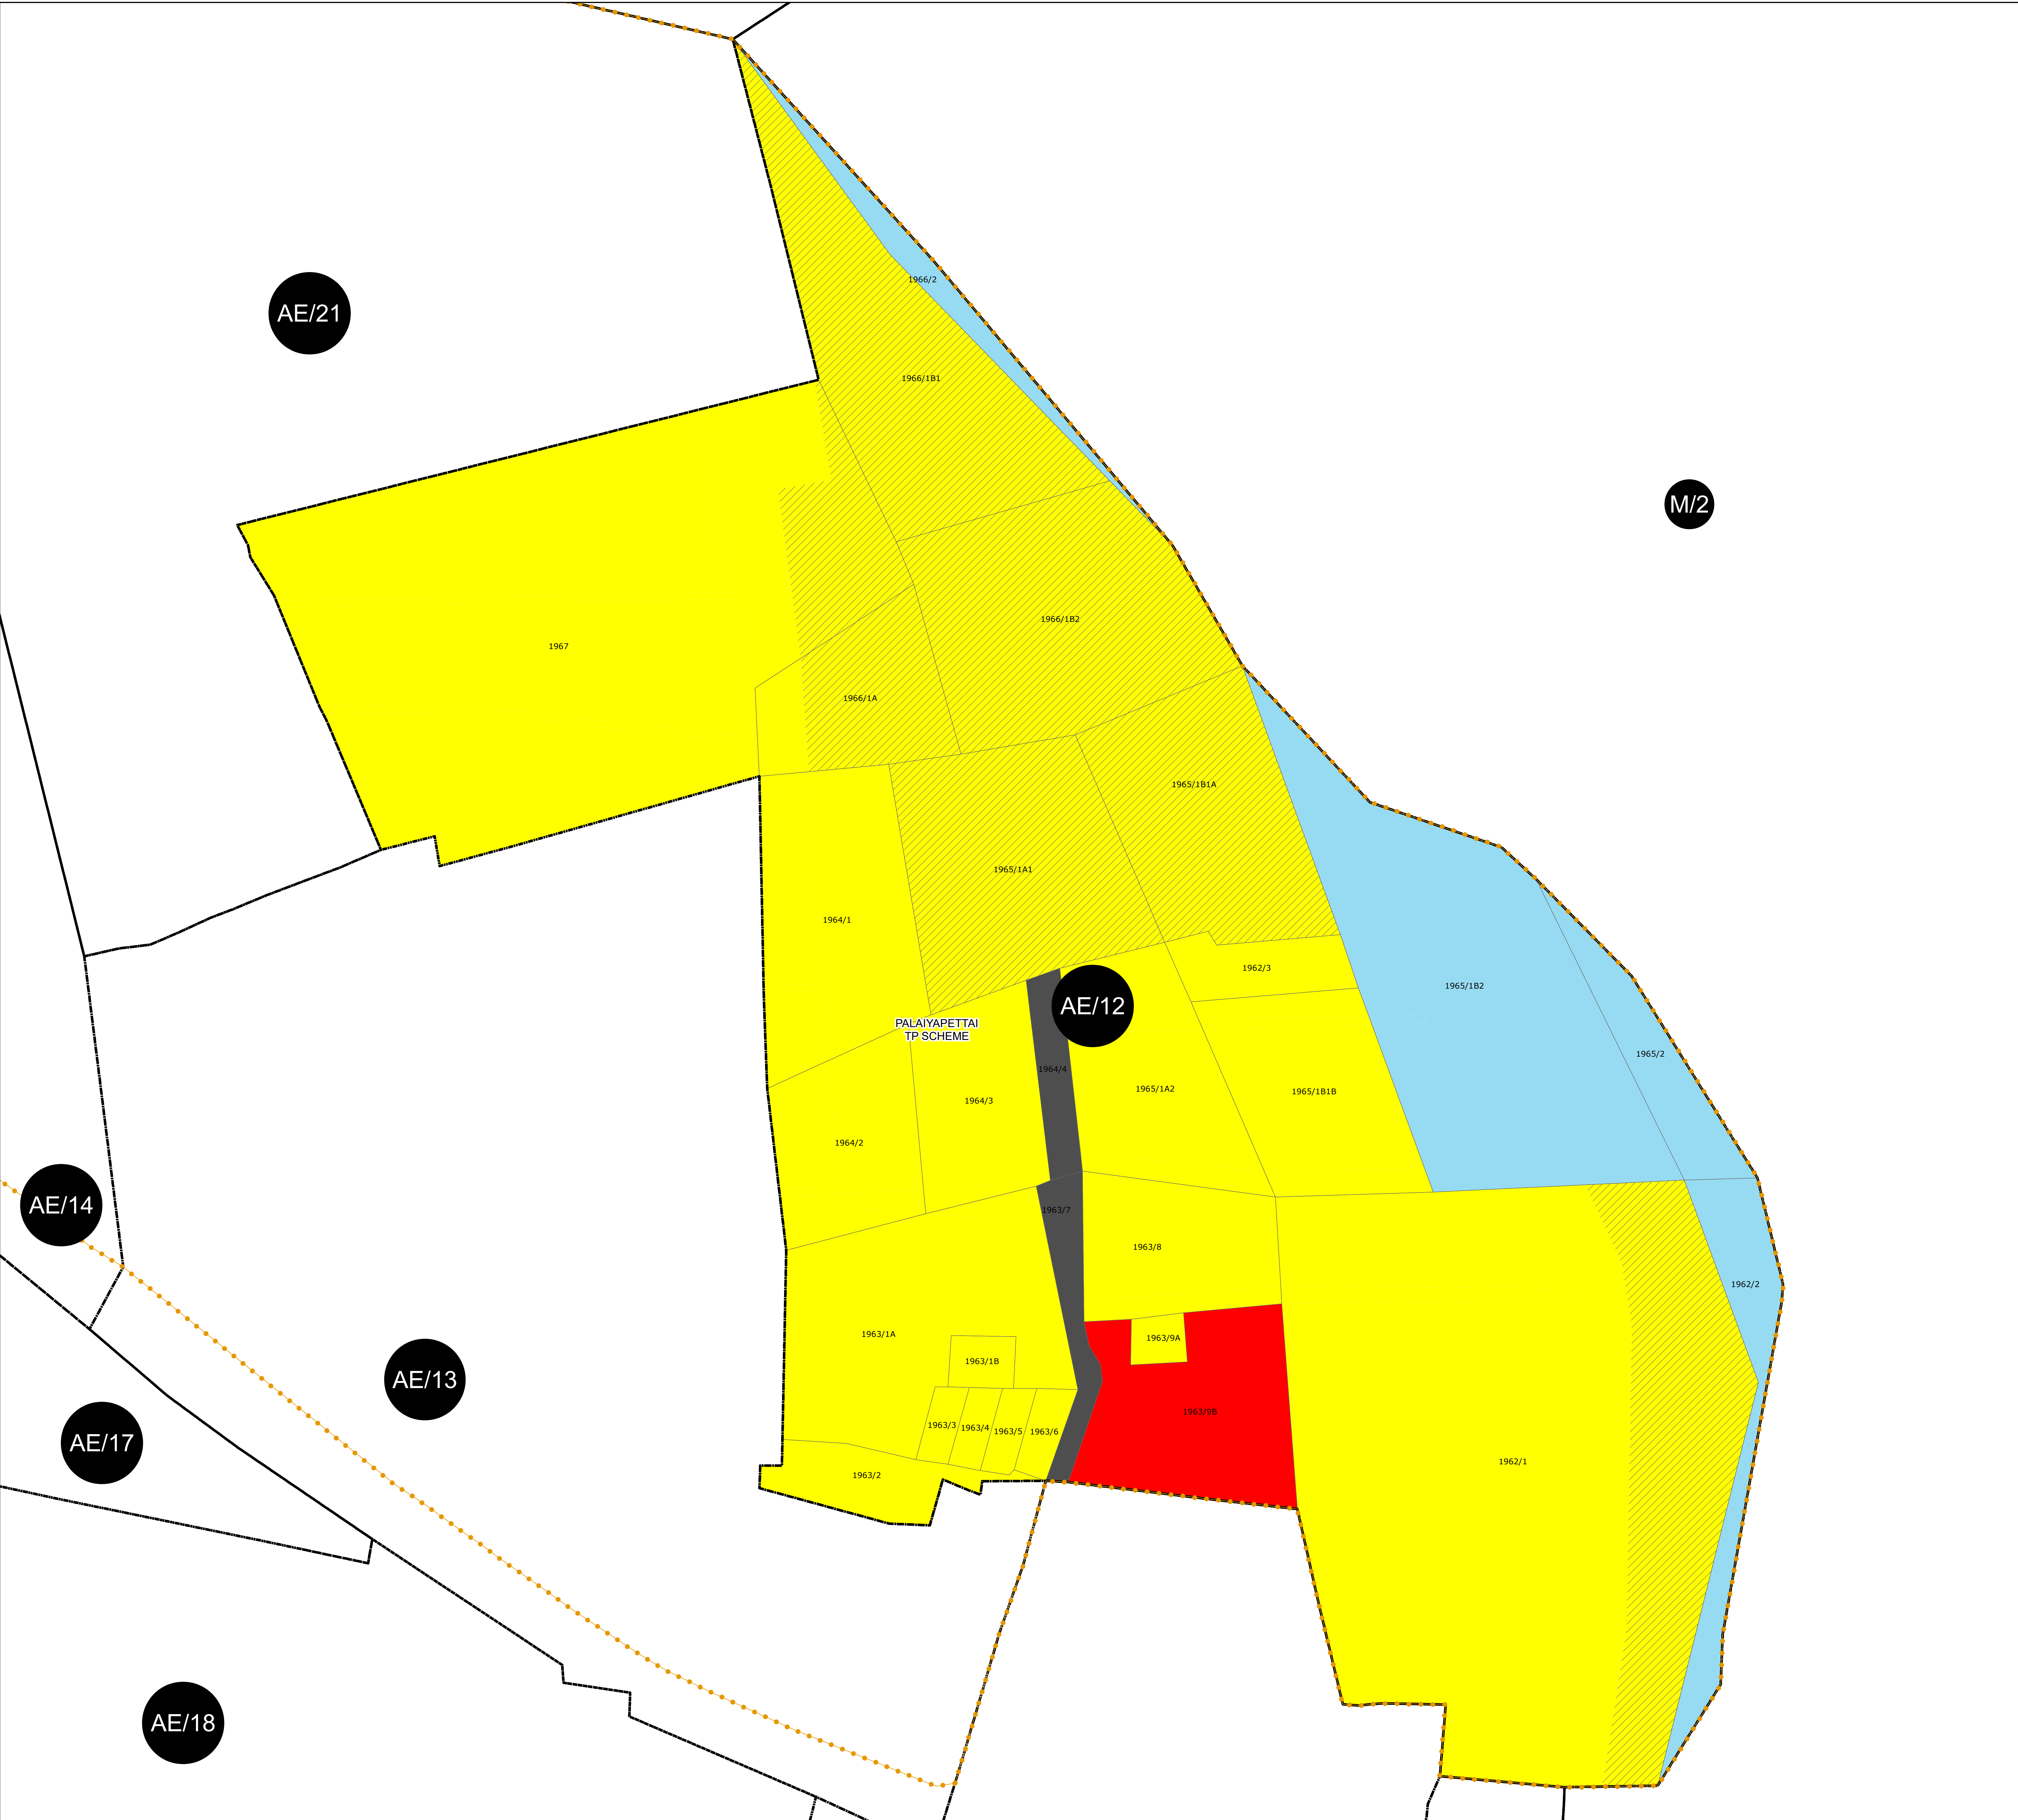 1966/2
AE/21
1966/1B1
M/2
1966/1B2
1967
1966/1A
1965/1B1A
1965/1A1
1964/1
1962/3
1965/1B2
AE/12
PALAIYAPETTAI
TP SCHEME
1965/2
1964/4
1965/1A2
1965/1B1B
1964/3
1964/2
AE/14
1963/7
1963/8
1962/2
1963/1A
1963/9A
1963/1B
AE/13
1963/9B
1963/3
1963/4
1963/5
1963/6
AE/17
1962/1
1963/2
AE/18